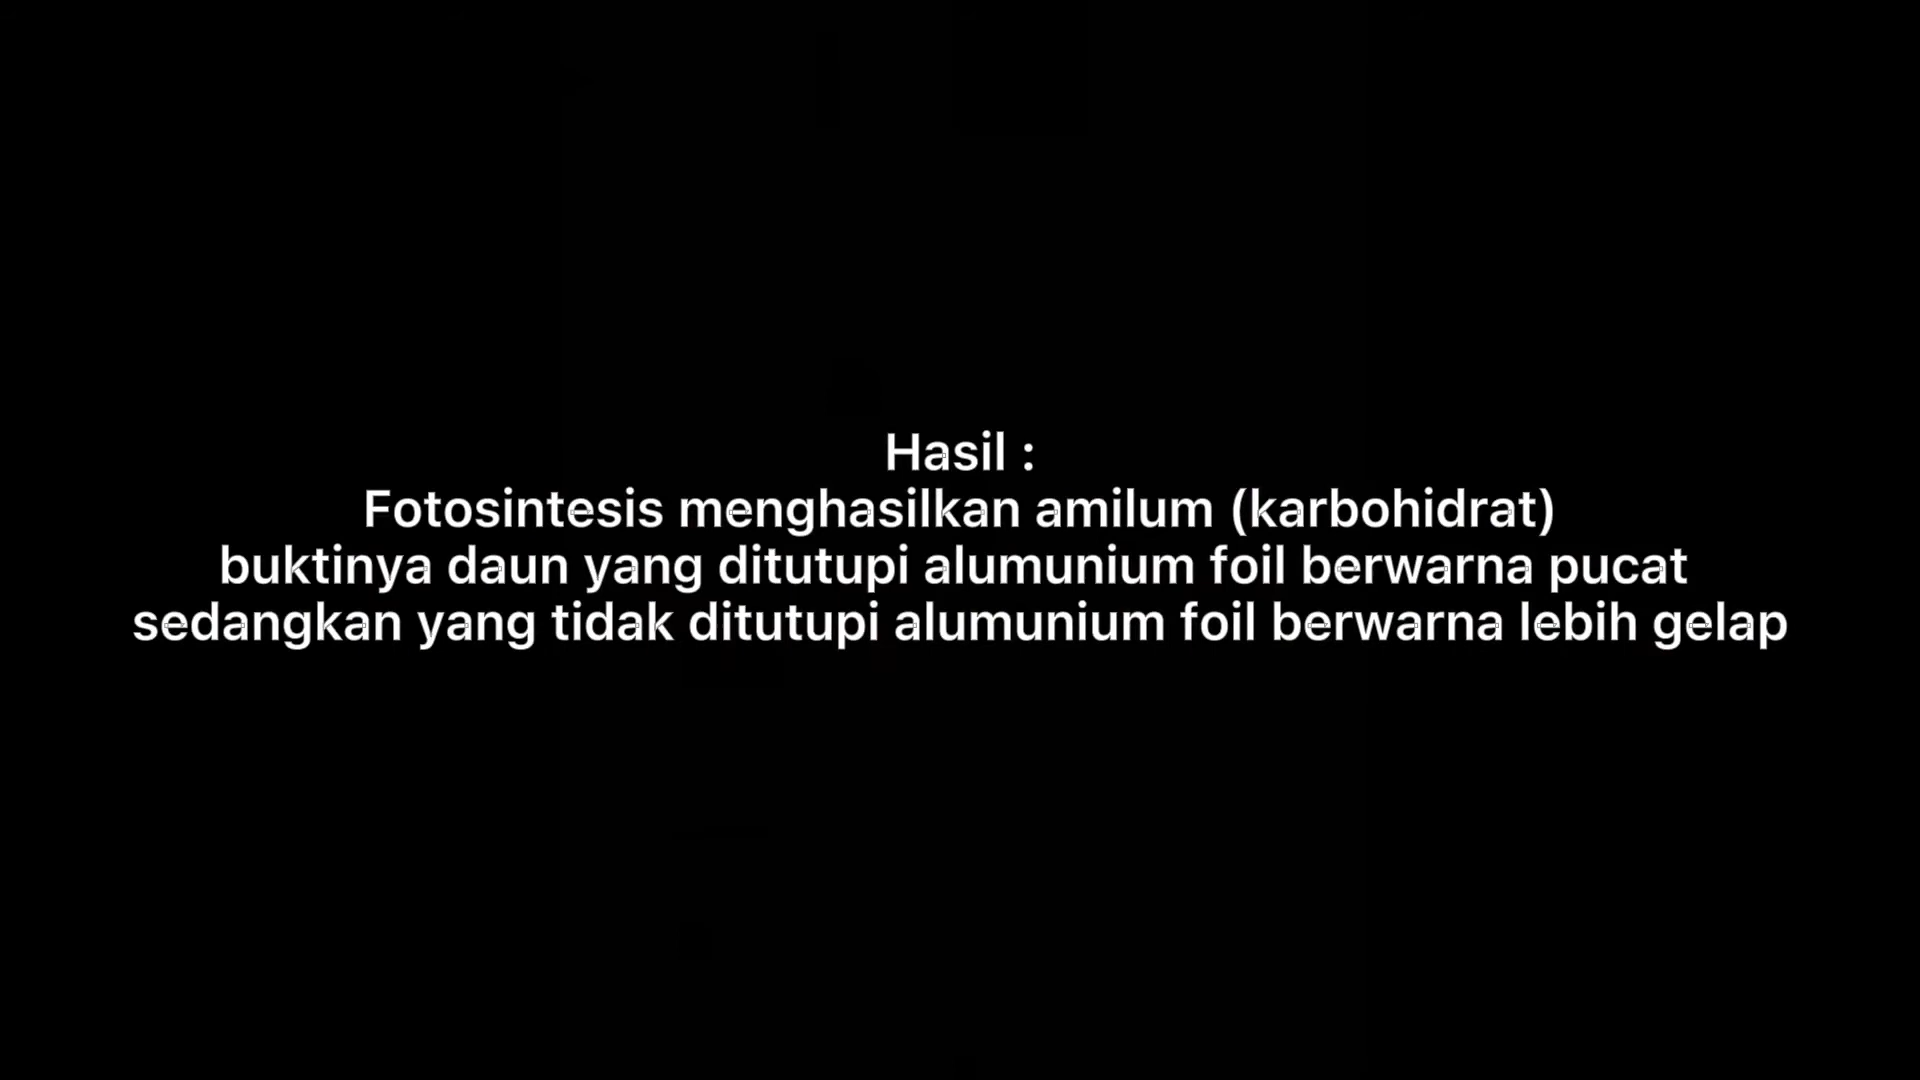 Hasil :
Fotosintesis menghasilkan amilum (karbohidrat)
buktinya daun yang ditutupi alumunium foil berwarna pucat
sedangkan yang tidak ditutupi alumunium foil berwarna lebih gelap